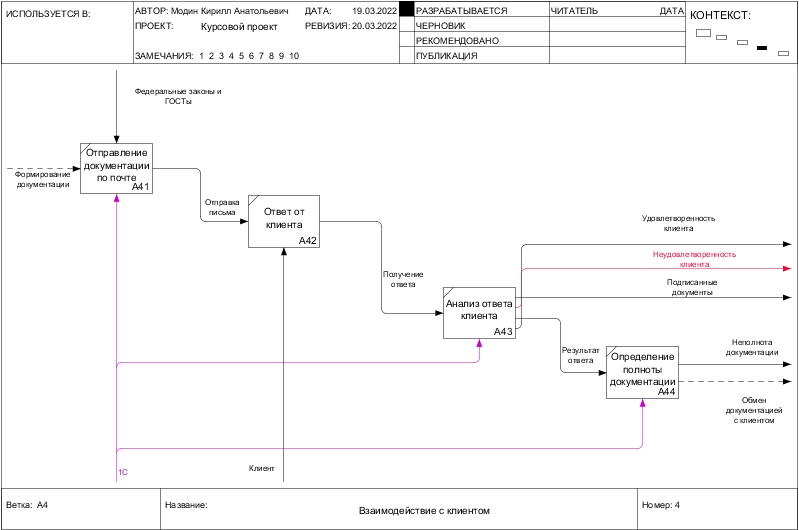 ИСПОЛЬЗУЕТСЯ В:
АВТОР: Модин Кирилл Анатольевич
ДАТА: 19.03.2022
РАЗРАБАТЫВАЕТСЯ
ЧИТАТЕЛЬ
ДАТА
КОНТЕКСТ:
ПРОЕКТ: Курсовой проект
РЕВИЗИЯ: 20.03.2022
ЧЕРНОВИК
РЕКОМЕНДОВАНО
ЗАМЕЧАНИЯ: 1 2 3 4 5 6 7 8 9 10
ПУБЛИКАЦИЯ
Федеральные законы и
ГОСТы
Формирование
документации
Отправление
документации
по почте
A41
Отправка
письма
Ответ от
клиента
A42
Получение
ответа
Анализ ответа
клиента
A43
Удовлетворенность
клиента
Неудовлетворенность
клиента
Подписанные
документы
Результат
ответа
Определение
полноты
документации
A44
Неполнота
документации
Обмен
документацией
с клиентом
1С
Клиент
Ветка: A4
Название:
Взаимодействие с клиентом
Номер: 4